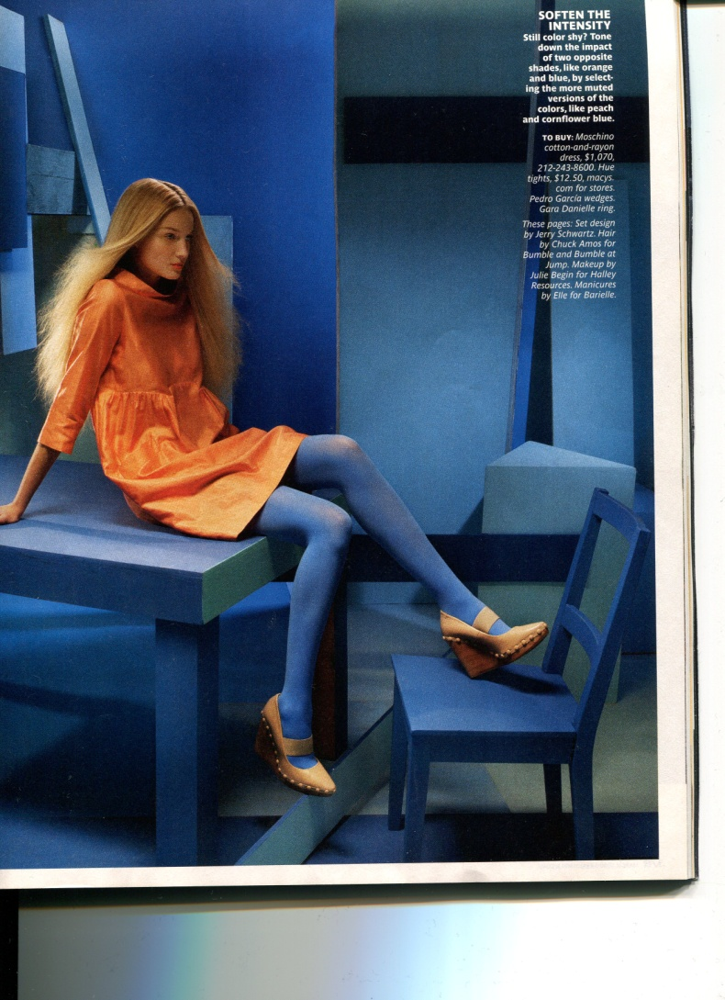 SOFTEN THE
INTENSITY
Still color shy? Tone
down the impact
of two opposite
shades, like orange
and blue, by select-
ing the more muted
versions of the
colors, like peach
and cornflower blue.
TO BUY: Moschino
cotton-and-rayon
dress, $1,070,
212-243-8600. Hue
tights, $12.50, macys.
com for stores.
Pedro García wedges.
Gara Danielle ring.
These pages: Set design
by Jerry Schwartz. Hair
by Chuck Amos for
Bumble and Bumble at
Jump. Makeup by
Julie Begin for Halley
Resources. Manicures
by Elle for Barielle.